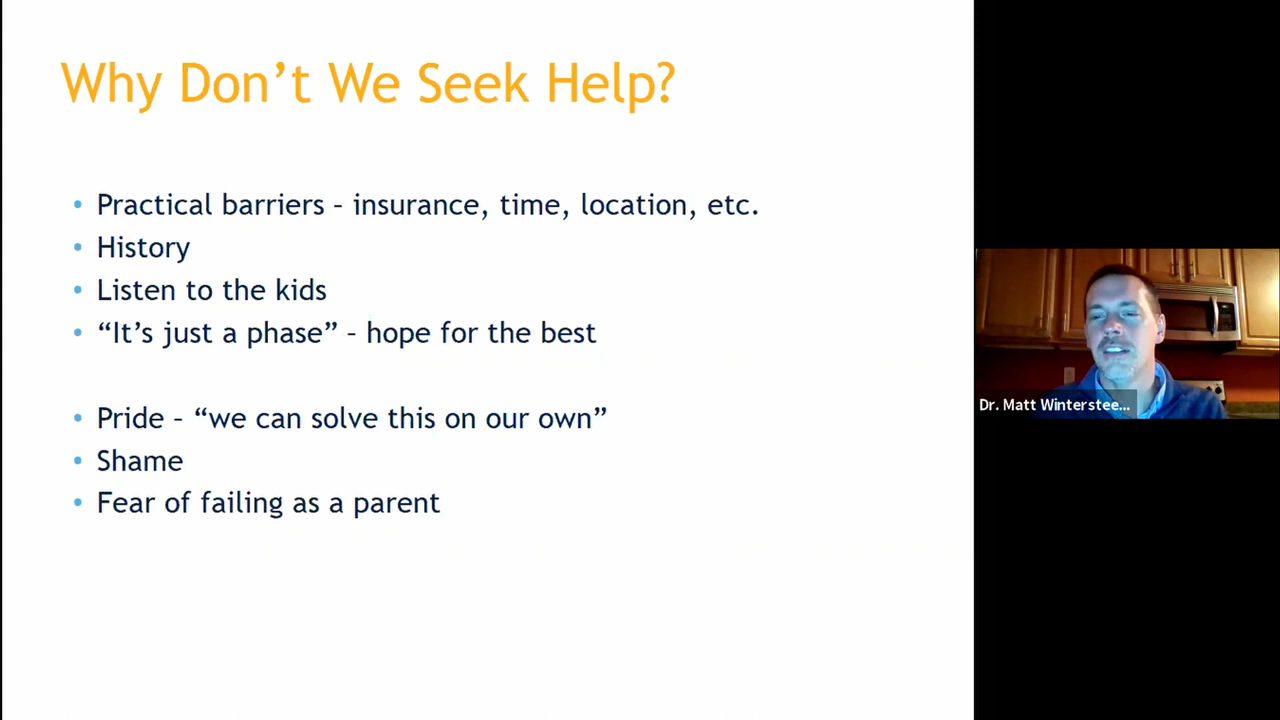 Why Don’t We Seek Help?
• Practical barriers – insurance, time, location, etc.
• History
• Listen to the kids
• “It’s just a phase” – hope for the best
• Pride – “we can solve this on our own”
• Shame
• Fear of failing as a parent
Dr. Matt Winterstee...